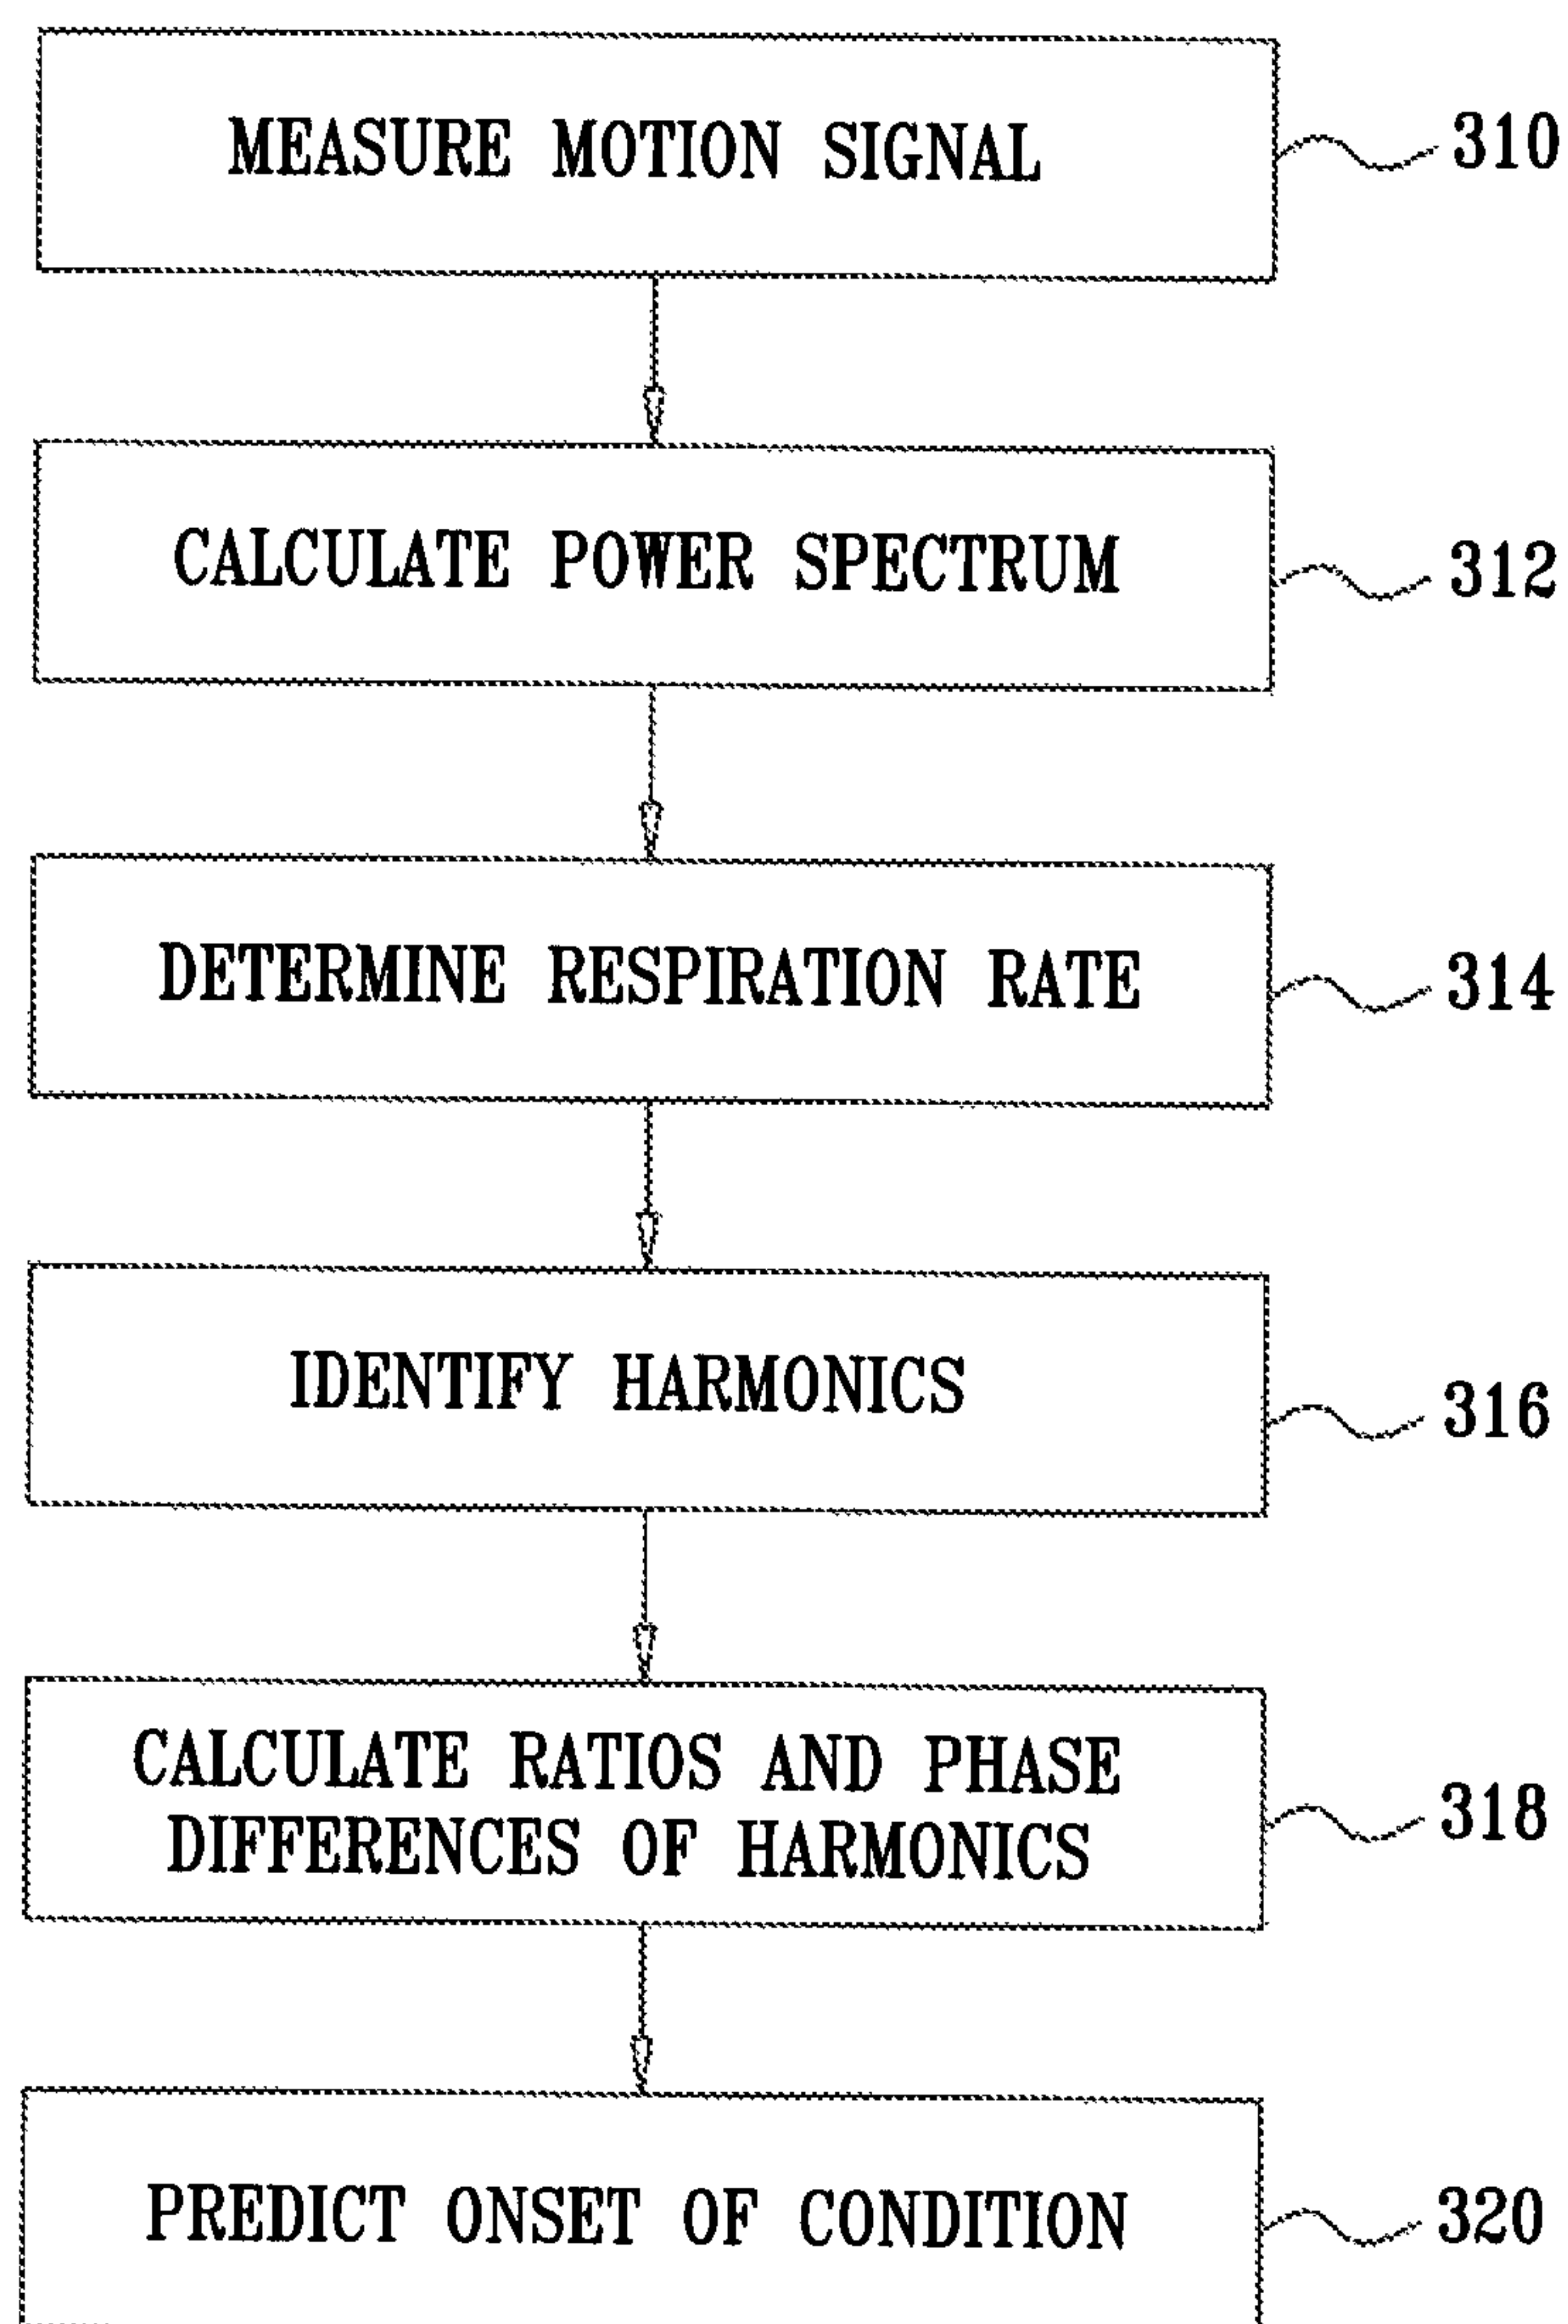 MEASURE MOTION SIGNAL
310
CALCULATE POWER SPECTRUM
312
DETERMINE RESPIRATION RATE
314
IDENTIFY HARMONICS
316
CALCULATE RATIOS AND PHASE
DIFFERENCES OF HARMONICS
318
PREDICT ONSET OF CONDITION
320